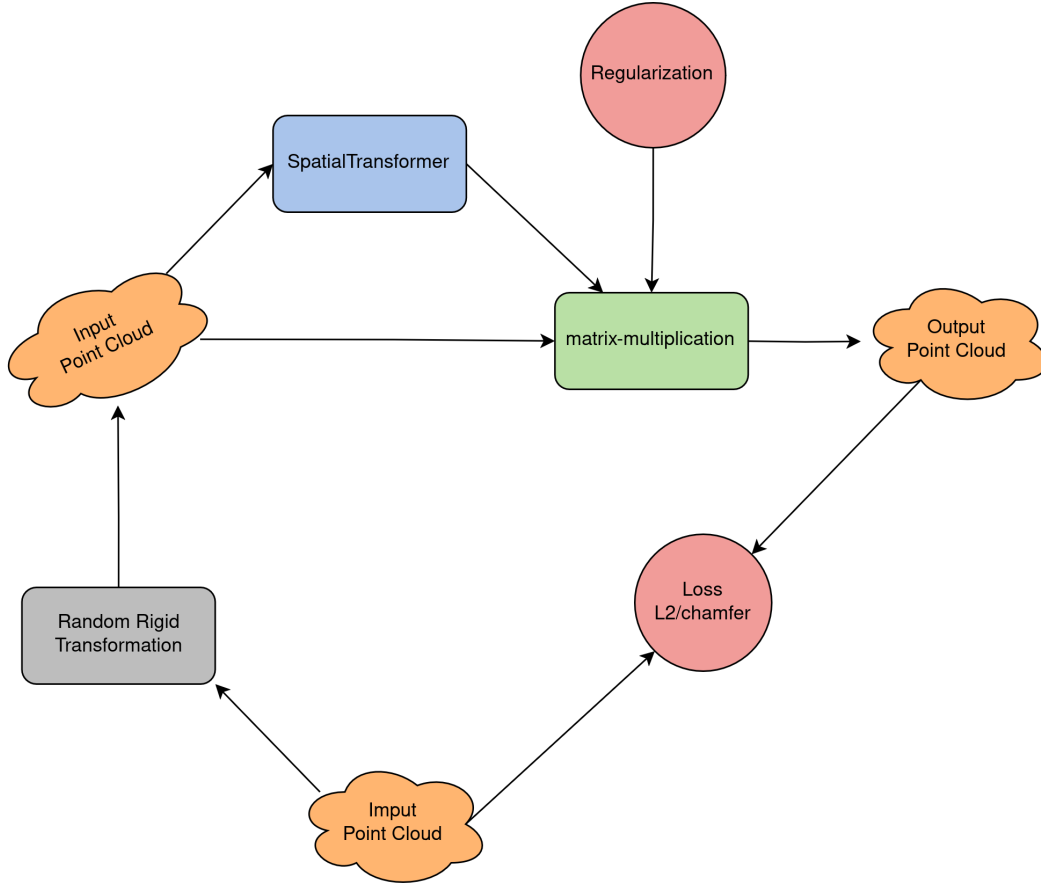 Regularization
SpatialTransformer
Input
Point Cloud
matrix-multiplication
Output
Point Cloud
Loss
L2/chamfer
Random Rigid
Transformation
Imput
Point Cloud